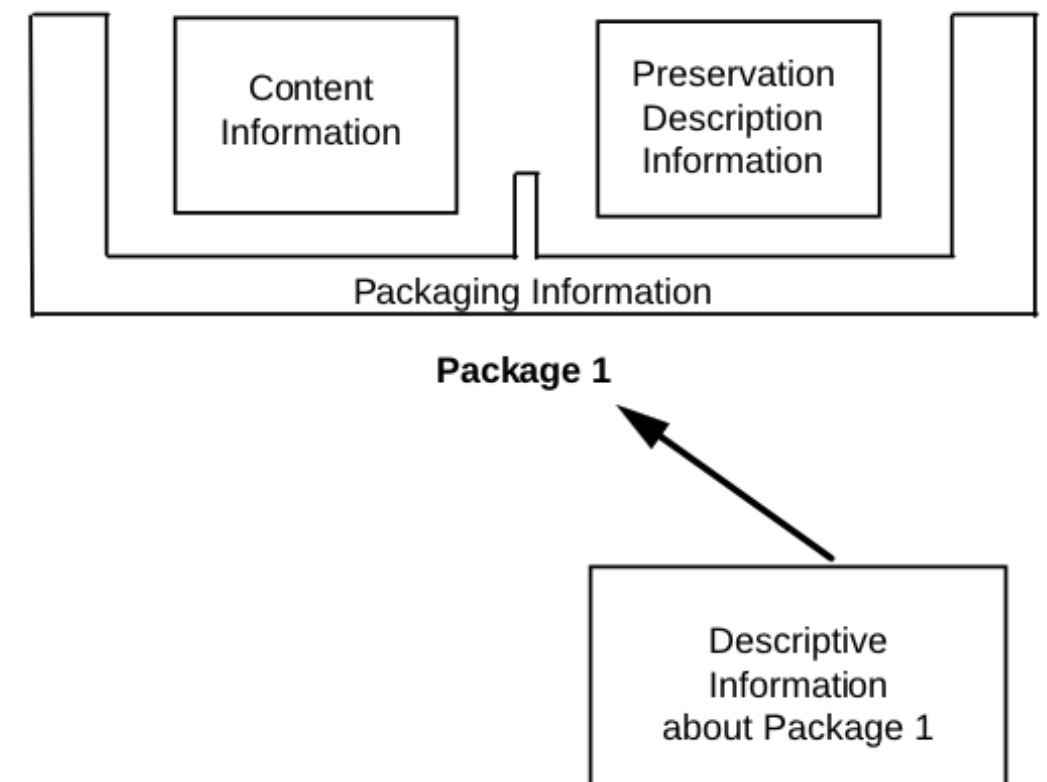 Content
Information
Preservation
Description
Information
Packaging Information
Package 1
Descriptive
Information
about Package 1